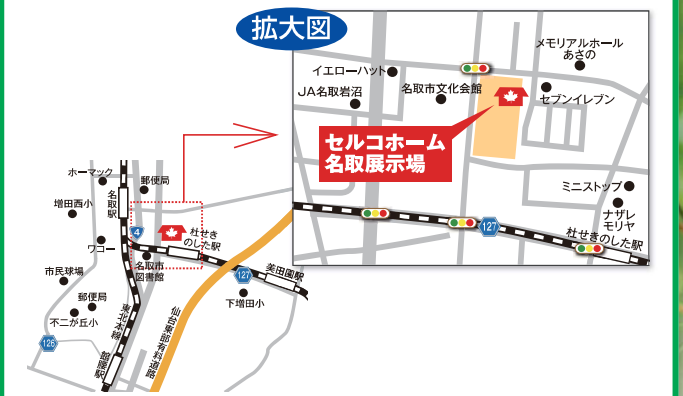 拡大図
メモリアルホール
あさの
イエローハット
JA名取岩沼
名取市文化会館
セブンイレブン
セルコホーム
名取展示場
ミニストップ
ナザレ
モリヤ
127
杜せきのした駅
ホーマック
郵便局
名取駅
増田西小
4
杜せき
のした駅
ワコー
名取市
図書館
市民球場
127
美田園駅
郵便局
下増田小
不二が丘小
東北本線
仙台東部有料道路
126
館腰駅